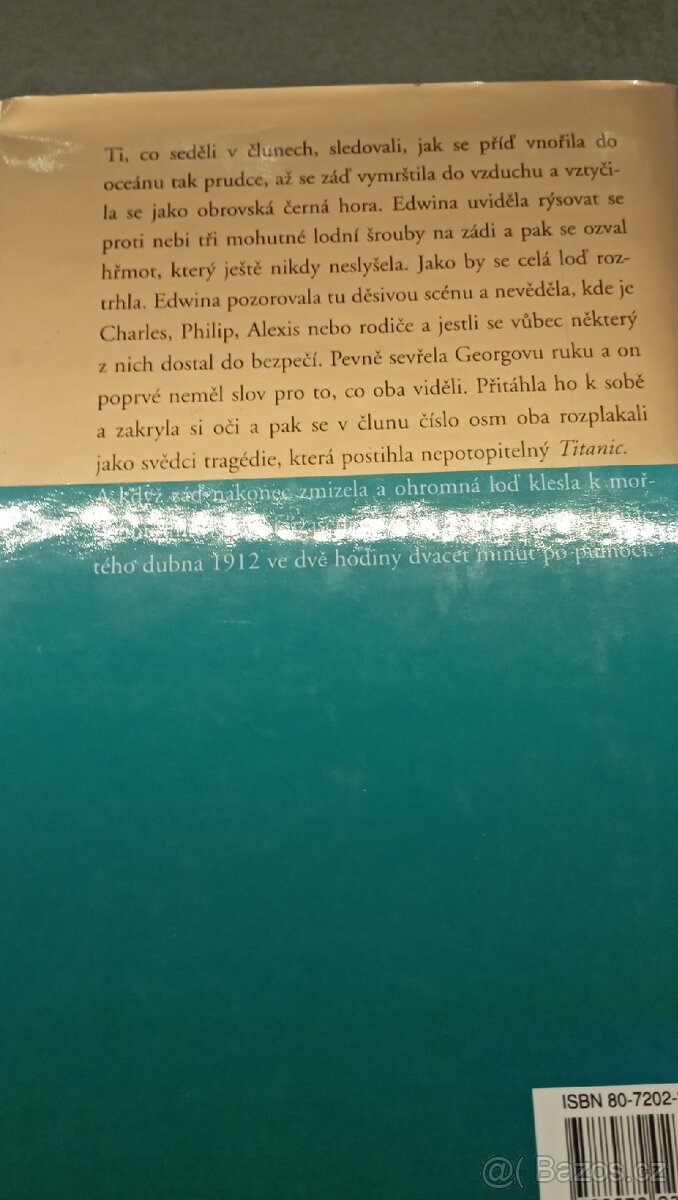 Ti, co seděli v člunech, sledovali, jak se příď vnořila do
oceánu tak prudce, až se záď vymrštila do vzduchu a vztyči-
la se jako obrovská černá hora. Edwina uviděla rýsovat se
proti nebi tři mohutné lodní šrouby na zádi a pak se ozval
hřmot, který ještě nikdy neslyšela. Jako by se celá loď roz-
trhla. Edwina pozorovala tu děsivou scénu a nevěděla, kde je
Charles, Philip, Alexis nebo rodiče a jestli se vůbec některý
z nich dostal do bezpečí. Pevně sevřela Georgovu ruku a on
poprvé neměl slov pro to, co oba viděli. Přitáhla ho k sobě
a zakryla si oči a pak se v člunu číslo osm oba rozplakali
jako svědci tragédie, která postihla nepotopitelný Titanic.
A když záď nakonec zmizela a ohromná loď klesla k moř-
tého dubna 1912 ve dvě hodiny dvacet minut po půlnoci.
ISBN 80-7202-
@( Bazos.cz